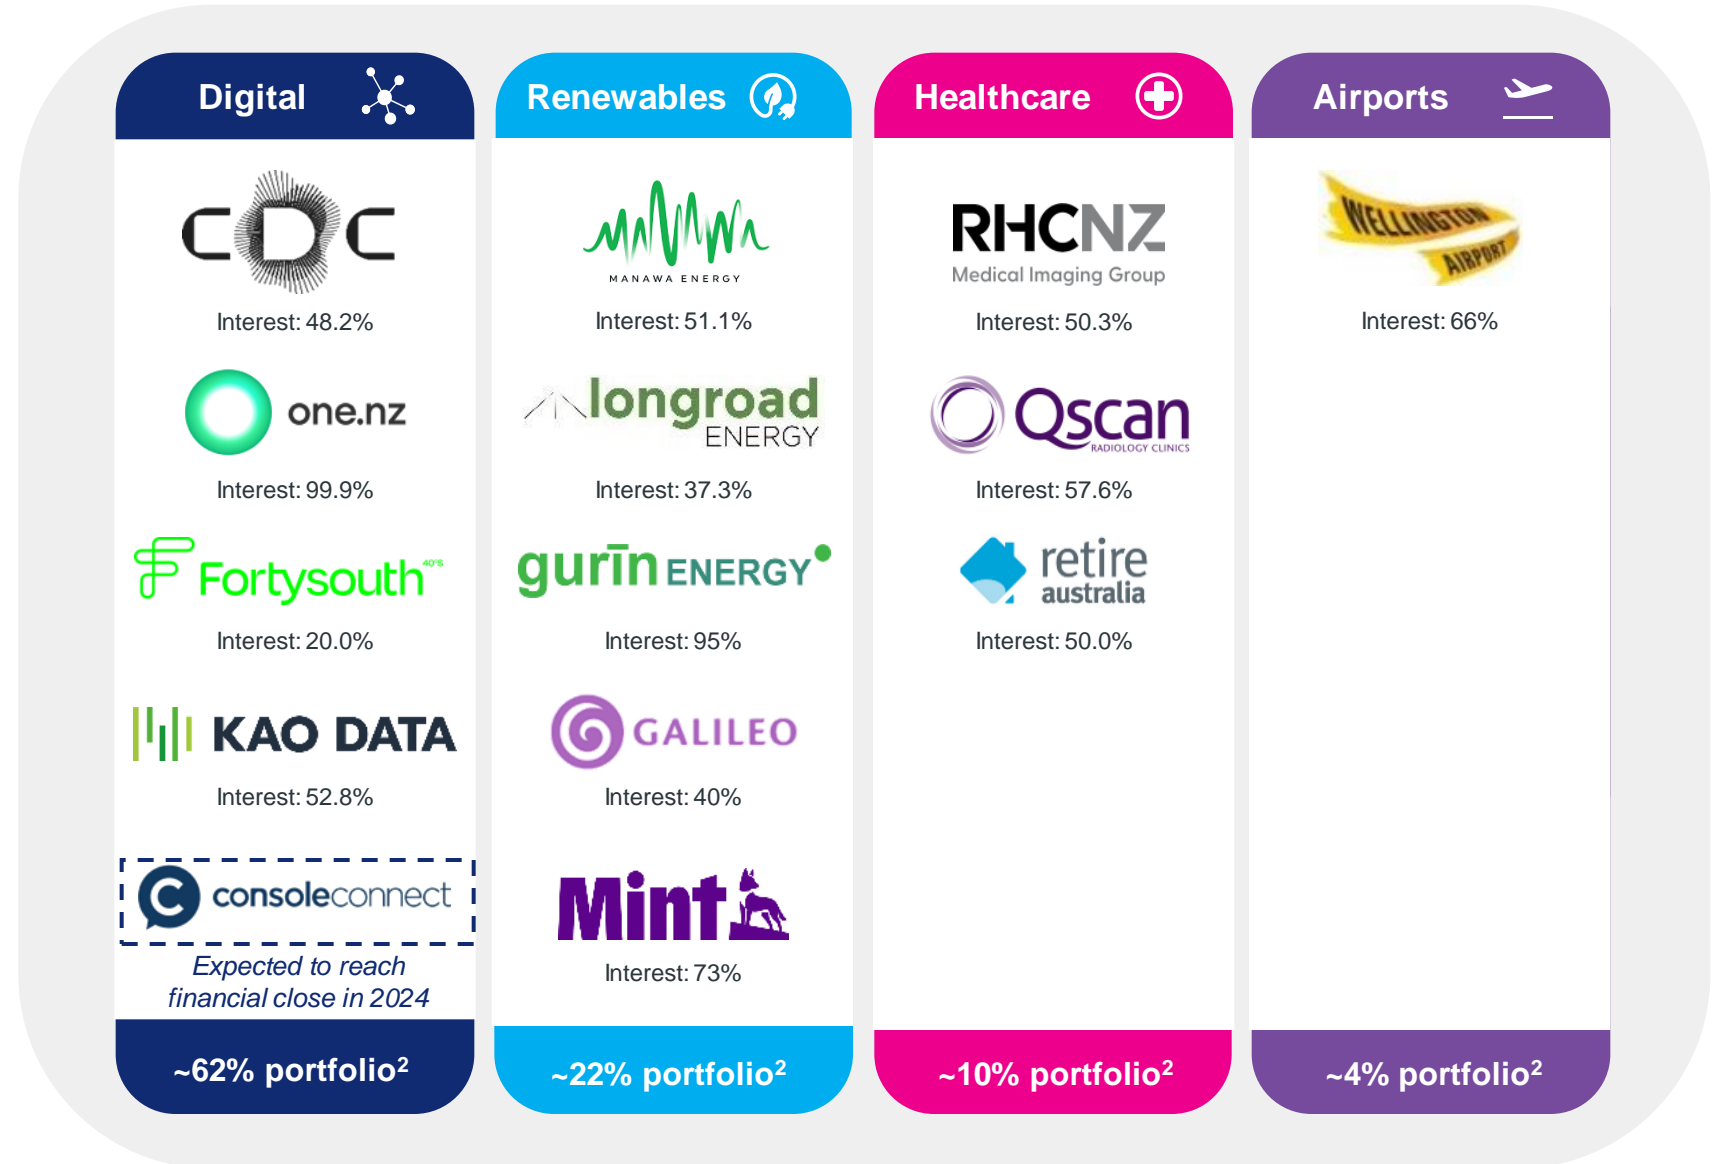 Digital
CDC
Interest: 48.2%
one.nz
Interest: 99.9%
Fortysouth 40°S
Interest: 20.0%
KAO DATA
Interest: 52.8%
consoleconnect
Expected to reach
financial close in 2024
~62% portfolio2
Renewables
MANAWA
MANAWA ENERGY
Interest: 51.1%
longroad
ENERGY
Interest: 37.3%
gurīn ENERGY
Interest: 95%
GALILEO
Interest: 40%
Mint
Interest: 73%
~22% portfolio2
Healthcare
RHCNZ
Medical Imaging Group
Interest: 50.3%
Qscan
RADIOLOGY CLINICS
Interest: 57.6%
retire
australia
Interest: 50.0%
~10% portfolio2
Airports
WELLINGTON
AIRPORT
Interest: 66%
~4% portfolio2